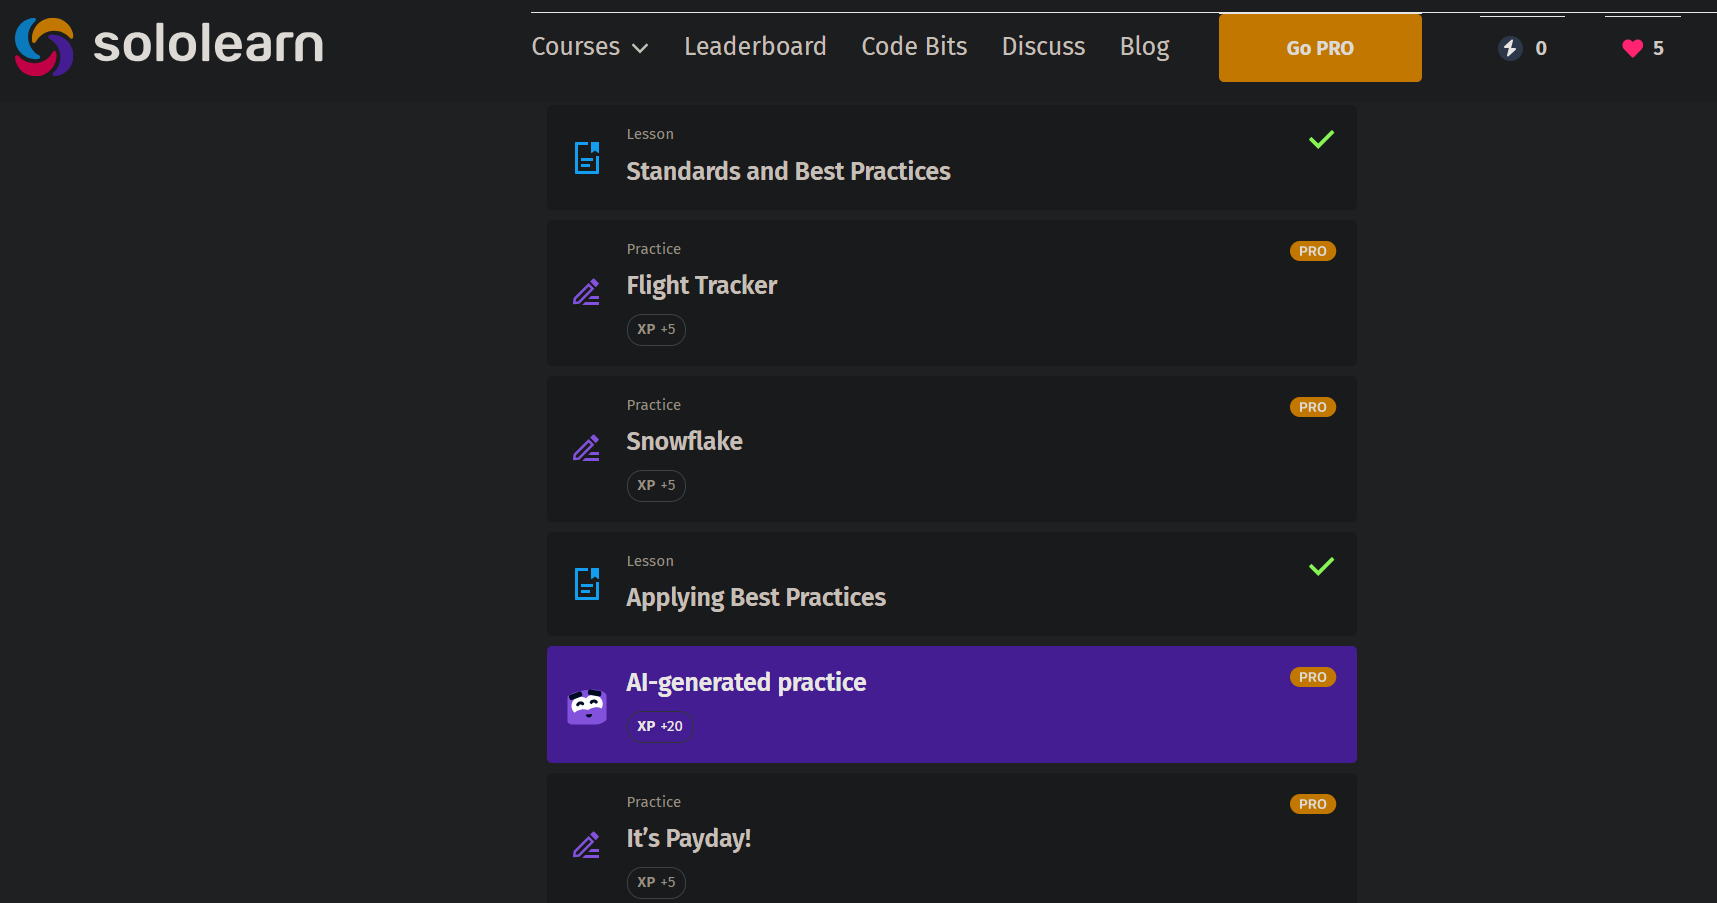 sololearn
Courses Leaderboard Code Bits Discuss Blog Go PRO 0 5
Lesson
Standards and Best Practices
Practice
PRO
Flight Tracker
XP +5
Practice
PRO
Snowflake
XP +5
Lesson
Applying Best Practices
AI-generated practice
PRO
XP +20
Practice
PRO
It’s Payday!
XP +5